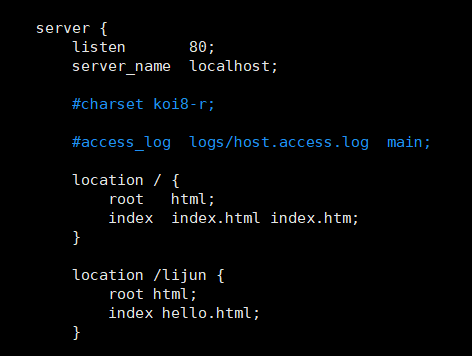 server {
    listen       80;
    server_name  localhost;
    #charset koi8-r;
    #access_log  logs/host.access.log  main;
    location / {
        root   html;
        index  index.html index.htm;
    }
    location /lijun {
        root html;
        index hello.html;
    }